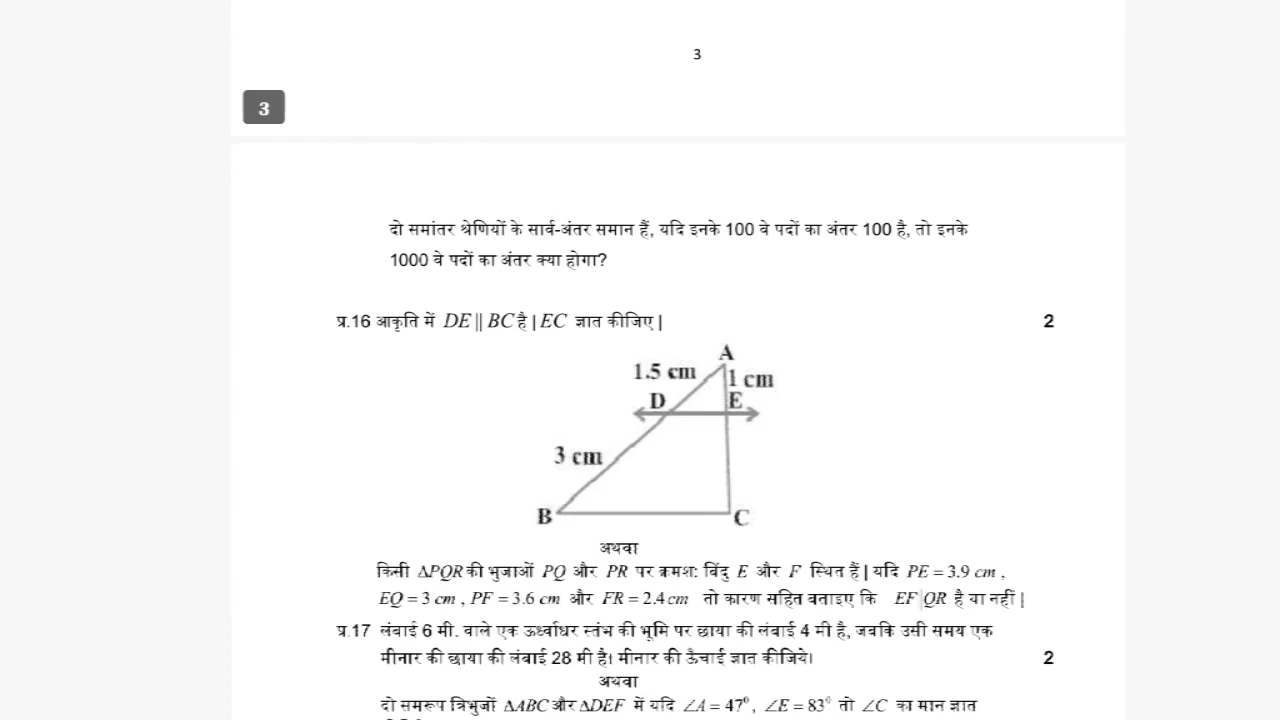 3
3
दो समांतर श्रेणियों के सार्व-अंतर समान हैं, यदि इनके 100 वे पदों का अंतर 100 है, तो इनके
1000 वे पदों का अंतर क्या होगा?
प्र.16 आकृति में DE || BC है | EC ज्ञात कीजिए | 2
A
1.5 cm
1 cm
D E
3 cm
B C
अथवा
किसी ΔPQR की भुजाओं PQ और PR पर क्रमश: बिंदु E और F स्थित हैं | यदि PE = 3.9 cm ,
EQ = 3 cm , PF = 3.6 cm और FR = 2.4 cm तो कारण सहित बताइए कि EF QR है या नहीं |
प्र.17 लंबाई 6 मी. वाले एक ऊर्ध्वाधर स्तंभ की भूमि पर छाया की लंबाई 4 मी है, जबकि उसी समय एक
मीनार की छाया की लंबाई 28 मी है। मीनार की ऊँचाई ज्ञात कीजिये। 2
अथवा
दो समरूप त्रिभुजों ΔABC और ΔDEF में यदि ∠A = 47°, ∠E = 83° तो ∠C का मान ज्ञात